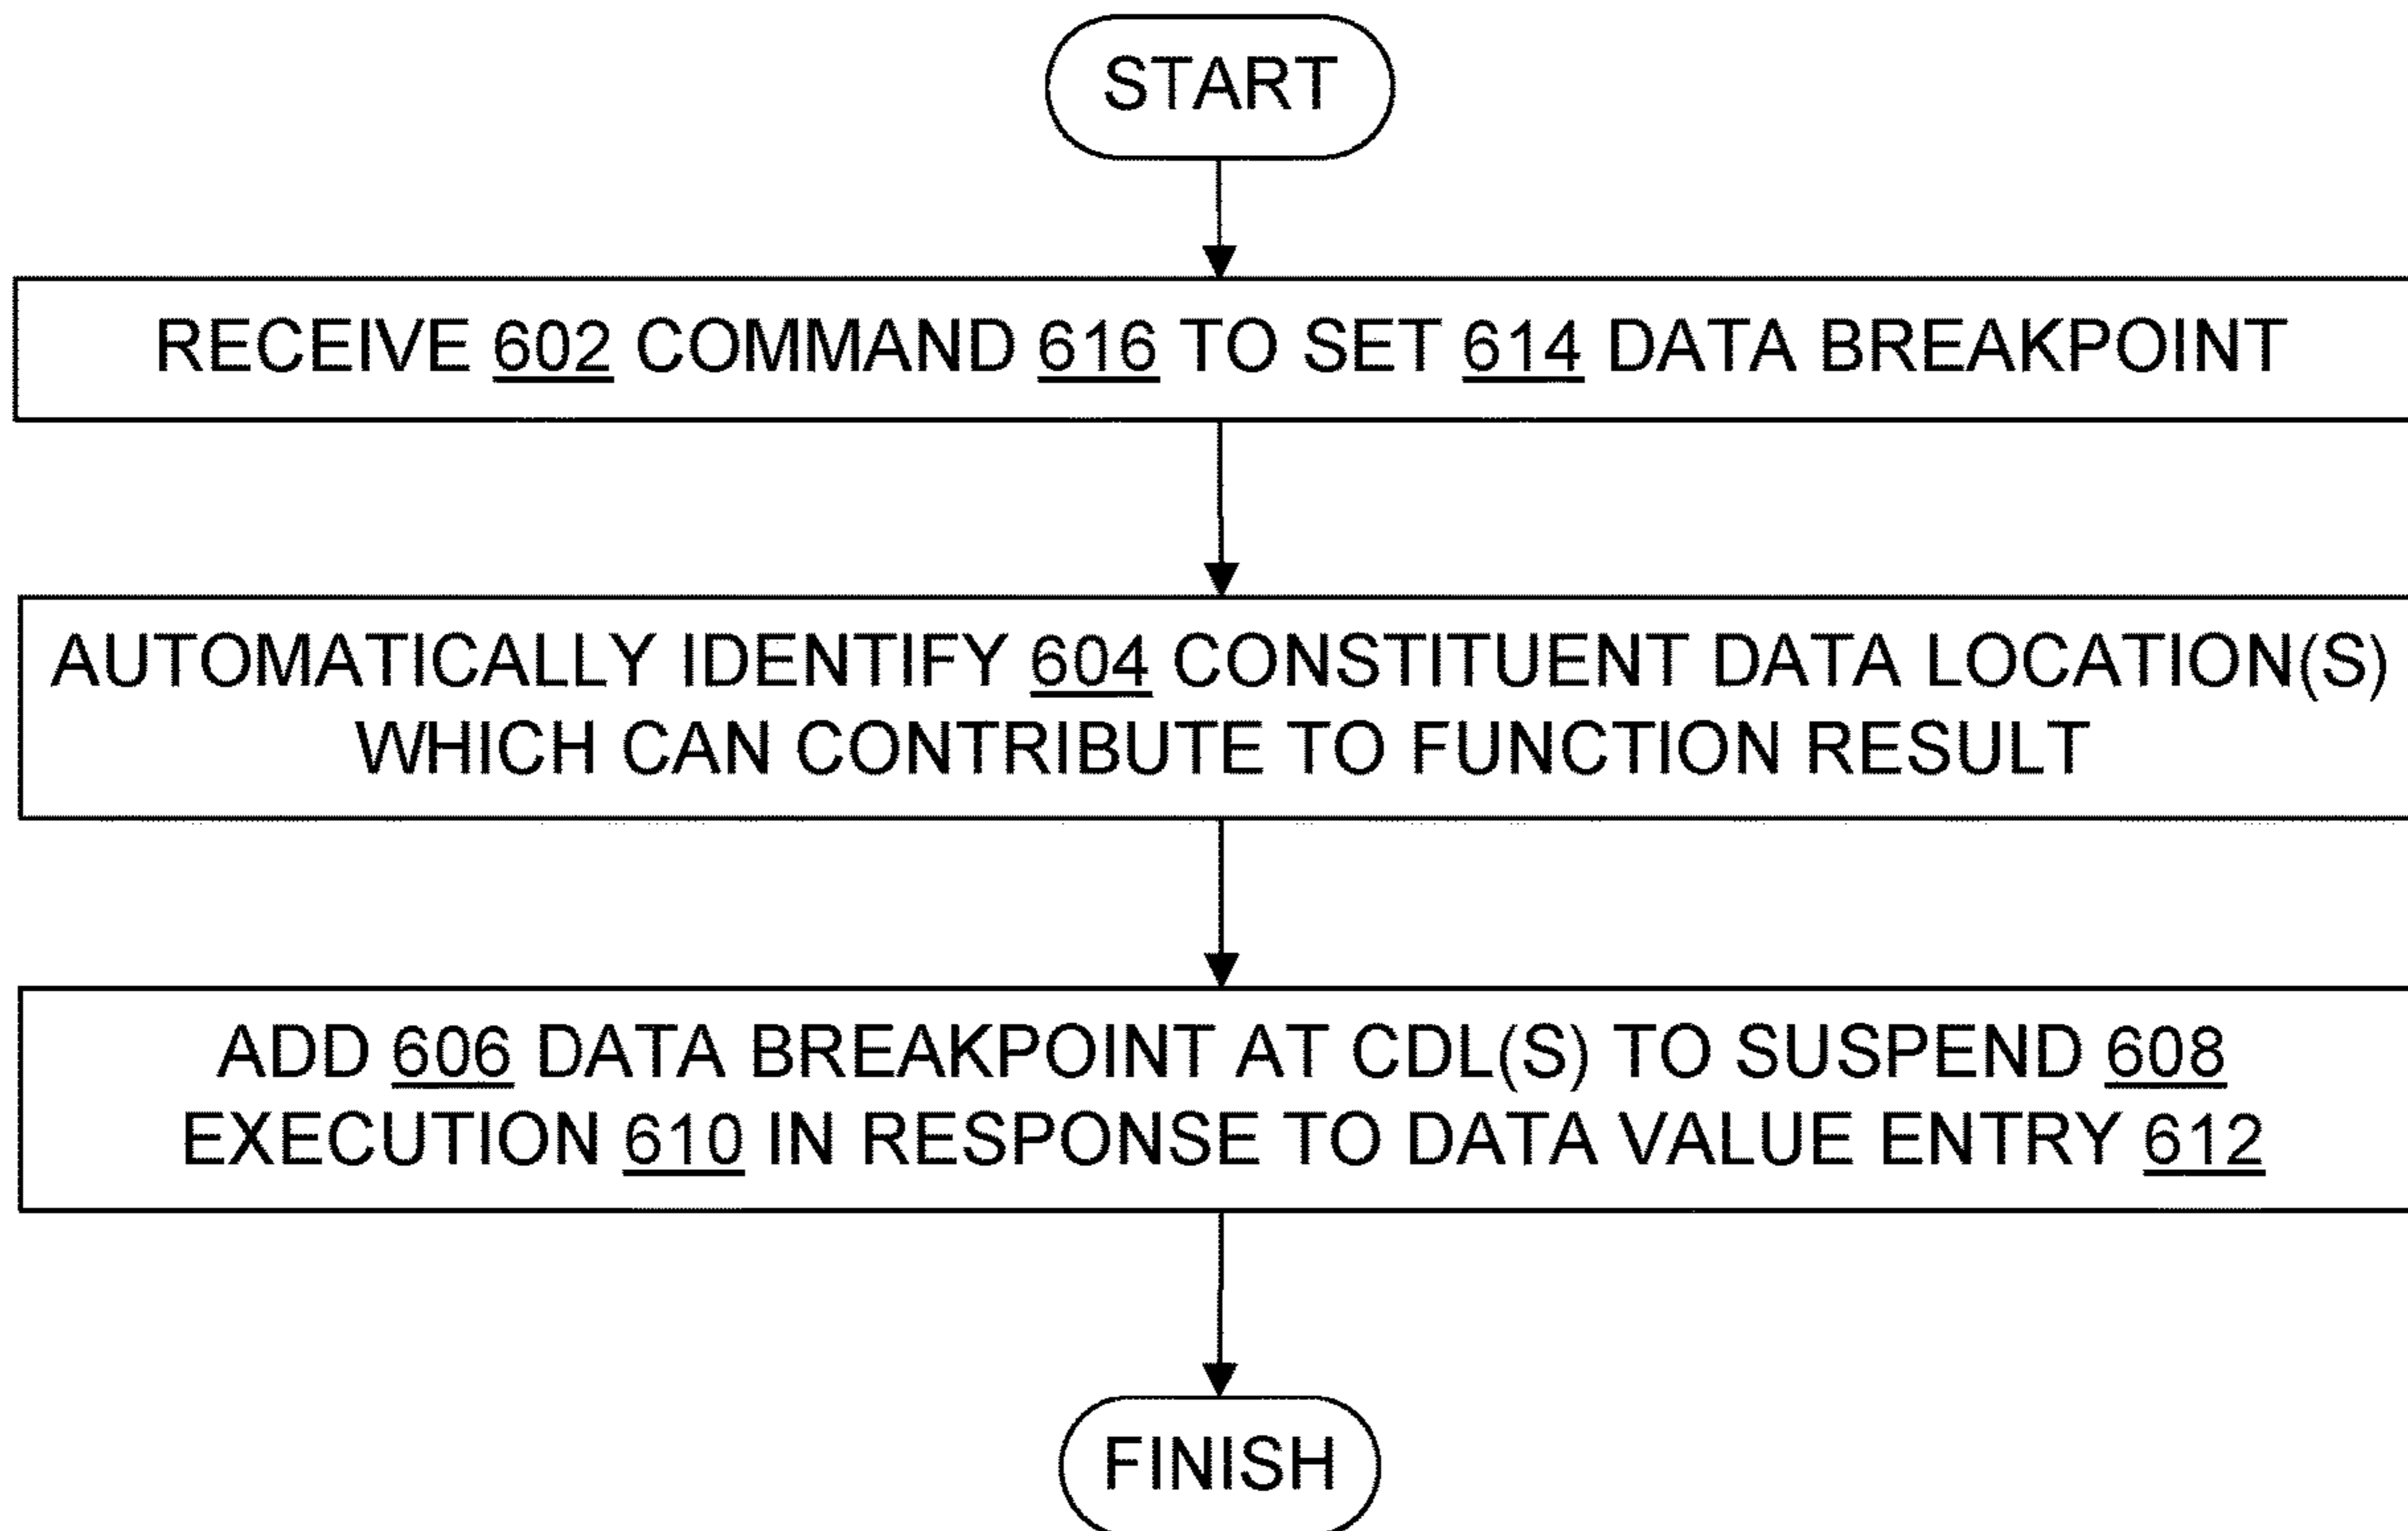 START
RECEIVE 602 COMMAND 616 TO SET 614 DATA BREAKPOINT
AUTOMATICALLY IDENTIFY 604 CONSTITUENT DATA LOCATION(S)
WHICH CAN CONTRIBUTE TO FUNCTION RESULT
ADD 606 DATA BREAKPOINT AT CDL(S) TO SUSPEND 608
EXECUTION 610 IN RESPONSE TO DATA VALUE ENTRY 612
FINISH